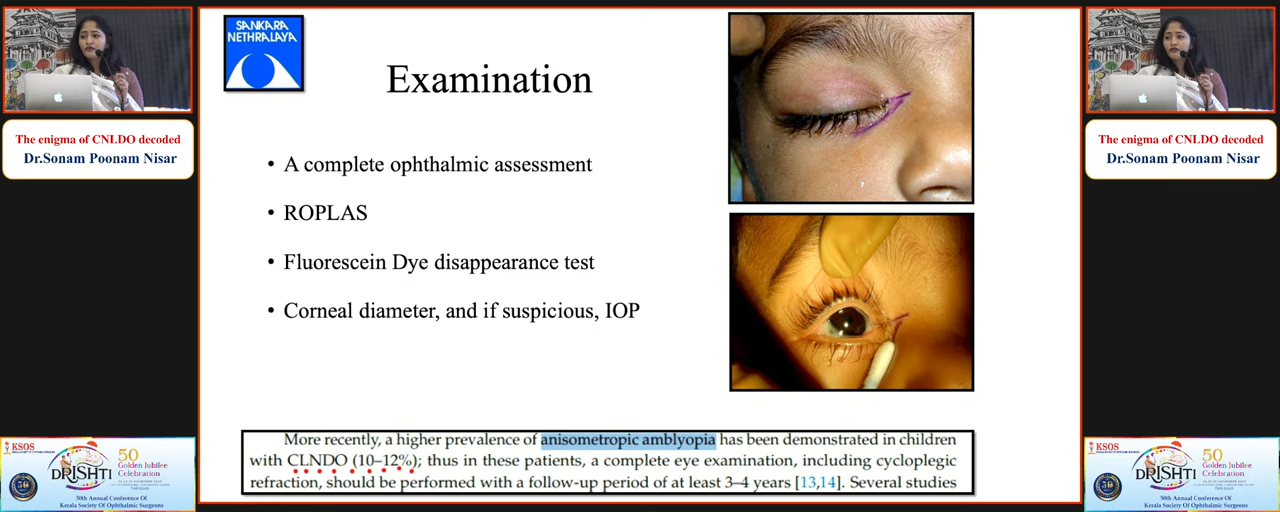 The enigma of CNLDO decoded
Dr.Sonam Poonam Nisar
SANKARA
NETHRALAYA
Examination
• A complete ophthalmic assessment
• ROPLAS
• Fluorescein Dye disappearance test
• Corneal diameter, and if suspicious, IOP
More recently, a higher prevalence of anisometropic amblyopia has been demonstrated in children
with CLNDO (10–12%); thus in these patients, a complete eye examination, including cycloplegic
refraction, should be performed with a follow-up period of at least 3–4 years [13,14]. Several studies
The enigma of CNLDO decoded
Dr.Sonam Poonam Nisar
KSOS
DRISHTI
50
Golden Jubilee
Celebration
50th Annual Conference Of
Kerala Society Of Ophthalmic Surgeons
KSOS
DRISHTI
50
Golden Jubilee
Celebration
50th Annual Conference Of
Kerala Society Of Ophthalmic Surgeons